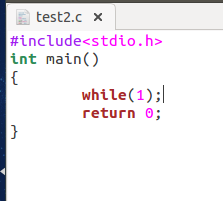 test2.c
#include<stdio.h>
int main()
{
        while(1);
        return 0;
}